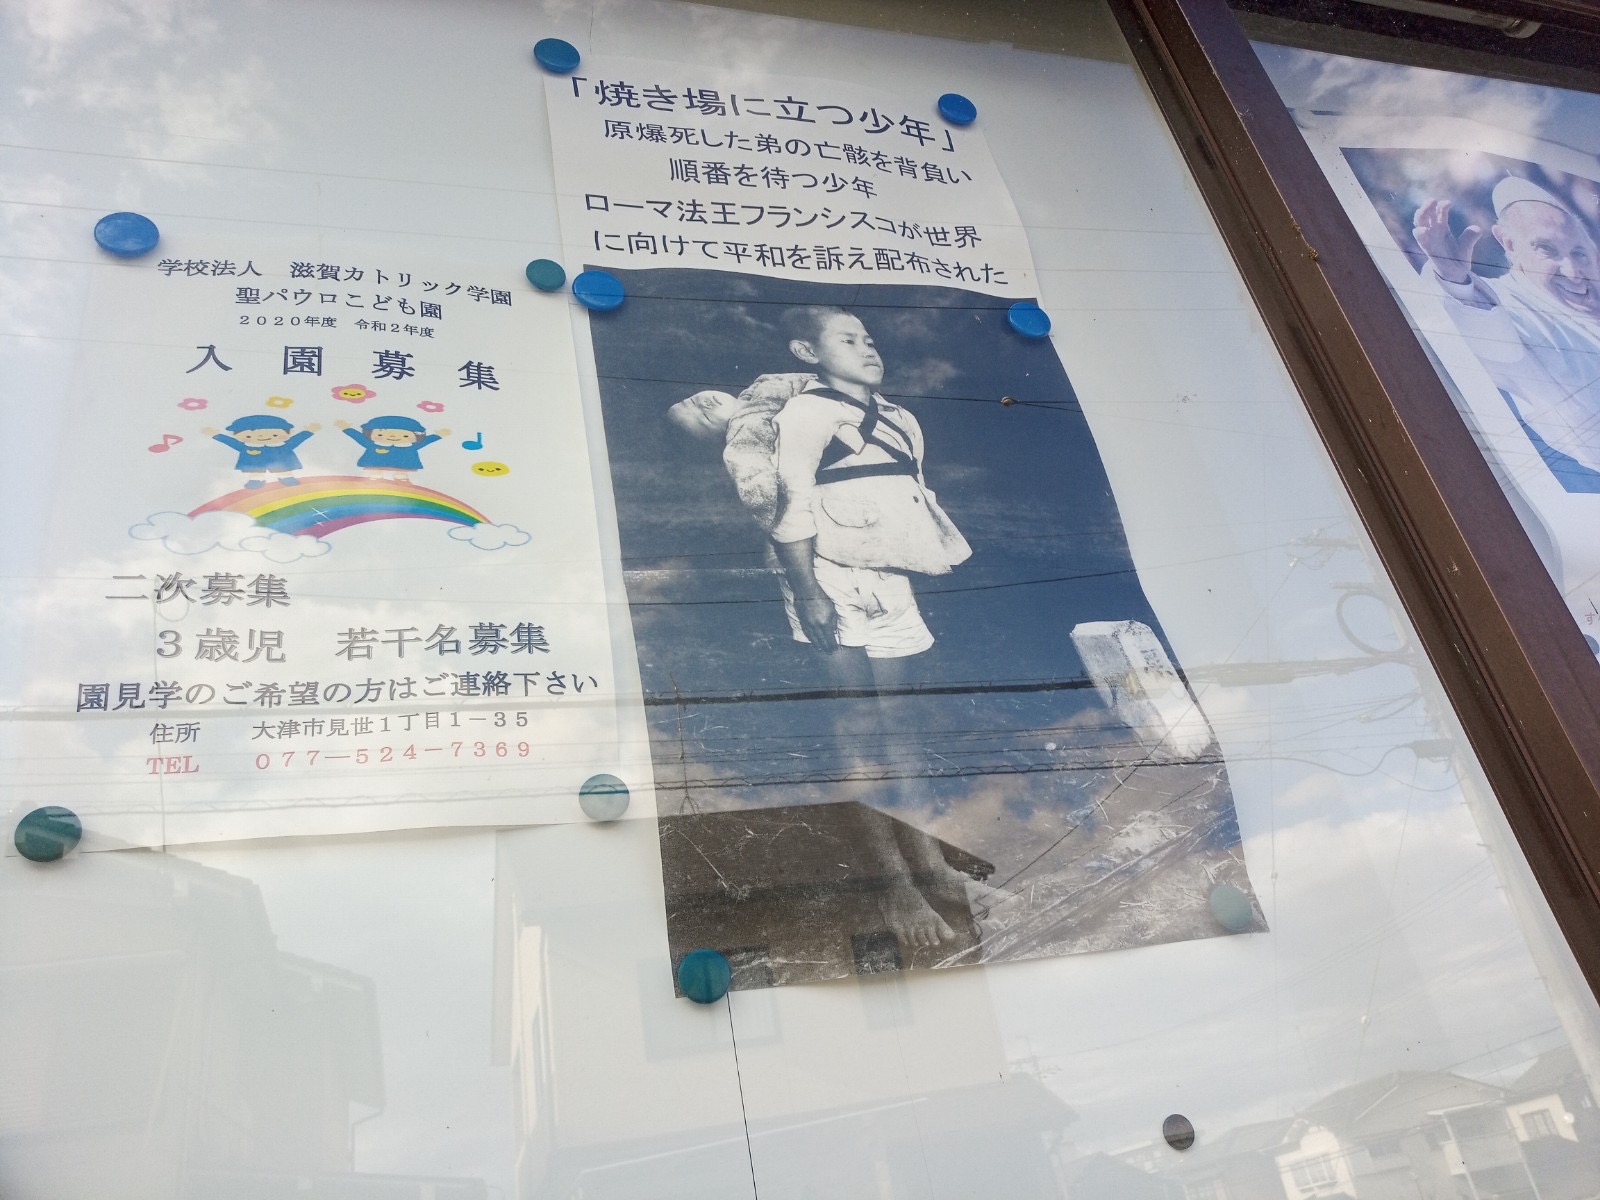 学校法人　滋賀カトリック学園
聖パウロこども園
２０２０年度　令和２年度
入　園　募　集
二次募集
３歳児　若干名募集
園見学のご希望の方はご連絡下さい
住所　大津市見世１丁目１－３５
TEL　０７７―５２４－７３６９
「焼き場に立つ少年」
原爆死した弟の亡骸を背負い
順番を待つ少年
ローマ法王フランシスコが世界
に向けて平和を訴え配布された